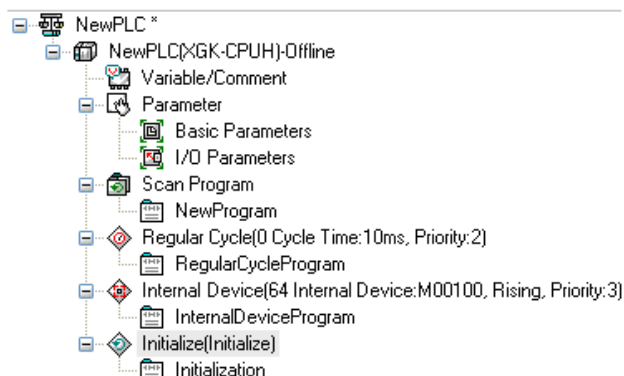 NewPLC *
NewPLC(XGK-CPUH)-Offline
Variable/Comment
Parameter
Basic Parameters
I/O Parameters
Scan Program
NewProgram
Regular Cycle(0 Cycle Time:10ms, Priority:2)
RegularCycleProgram
Internal Device(64 Internal Device:M00100, Rising, Priority:3)
InternalDeviceProgram
Initialize(Initialize)
Initialization